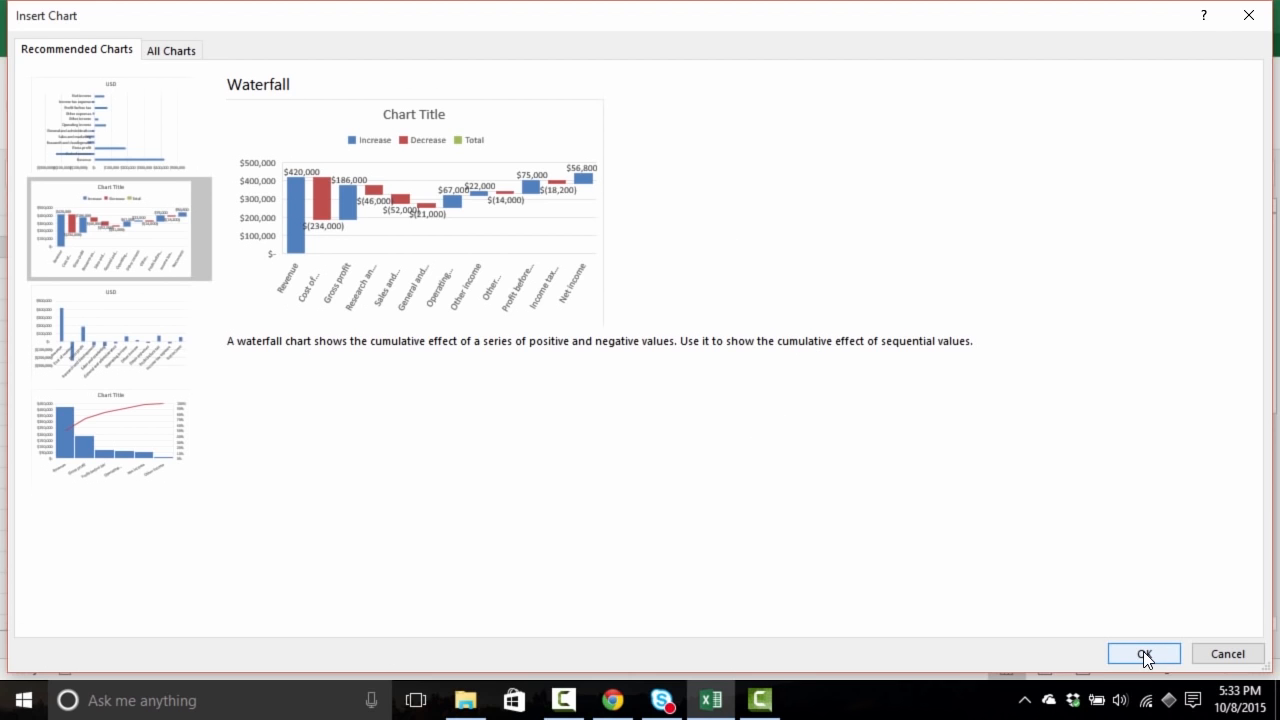 Insert Chart
?
Recommended Charts
All Charts
USD
Revenue
Chart Title
USD
Chart Title
Waterfall
Chart Title
Increase Decrease Total
$500,000
$400,000
$300,000
$200,000
$100,000
$-
$420,000
$(234,000)
$186,000
$(46,000)
$(52,000)
$(21,000)
$67,000
$22,000
$(14,000)
$75,000
$(18,200)
$56,800
Revenue
Cost of...
Gross profit
Research an...
Sales and...
General and...
Operating...
Other income
Other...
Profit before...
Income tax...
Net income
A waterfall chart shows the cumulative effect of a series of positive and negative values. Use it to show the cumulative effect of sequential values.
OK
Cancel
Ask me anything
5:33 PM
10/8/2015